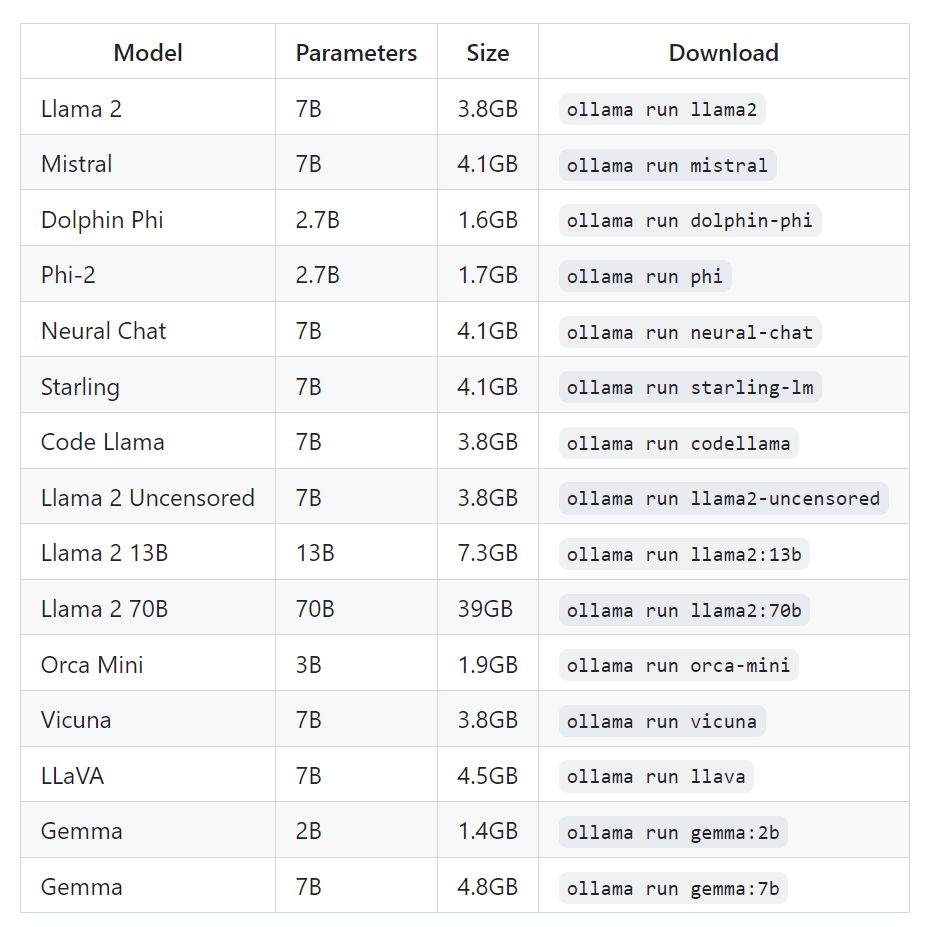 Model Parameters Size Download
Llama 2 7B 3.8GB ollama run llama2
Mistral 7B 4.1GB ollama run mistral
Dolphin Phi 2.7B 1.6GB ollama run dolphin-phi
Phi-2 2.7B 1.7GB ollama run phi
Neural Chat 7B 4.1GB ollama run neural-chat
Starling 7B 4.1GB ollama run starling-lm
Code Llama 7B 3.8GB ollama run codellama
Llama 2 Uncensored 7B 3.8GB ollama run llama2-uncensored
Llama 2 13B 13B 7.3GB ollama run llama2:13b
Llama 2 70B 70B 39GB ollama run llama2:70b
Orca Mini 3B 1.9GB ollama run orca-mini
Vicuna 7B 3.8GB ollama run vicuna
LLaVA 7B 4.5GB ollama run llava
Gemma 2B 1.4GB ollama run gemma:2b
Gemma 7B 4.8GB ollama run gemma:7b